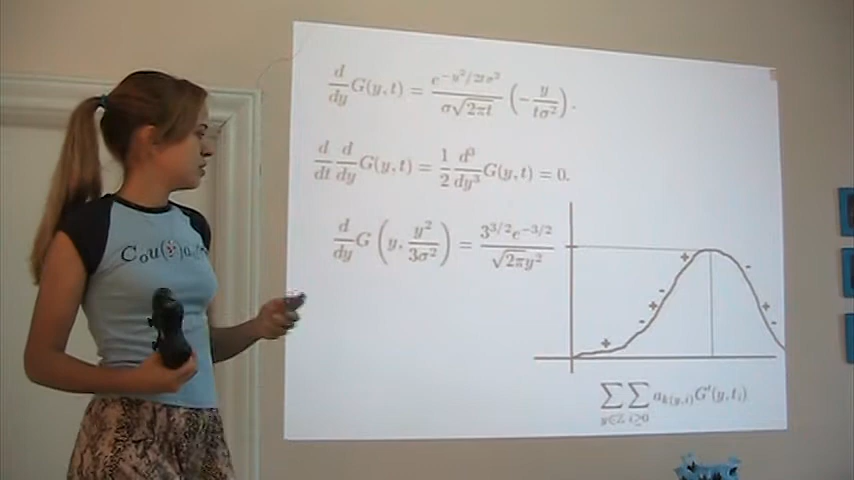 d/dy G(y,t) = e^{-y²/2tσ²} / σ√(2πt) (-y/tσ²).
d/dt d/dy G(y,t) = 1/2 d³/dy³ G(y,t) = 0.
d/dy G(y, y²/3σ²) = 3^{3/2}e^{-3/2} / √(2π)y²
+ -
- + - + -
+
∑_{y∈Z} ∑_{i≥0} a_{k(y,i)}G'(y,t_i)